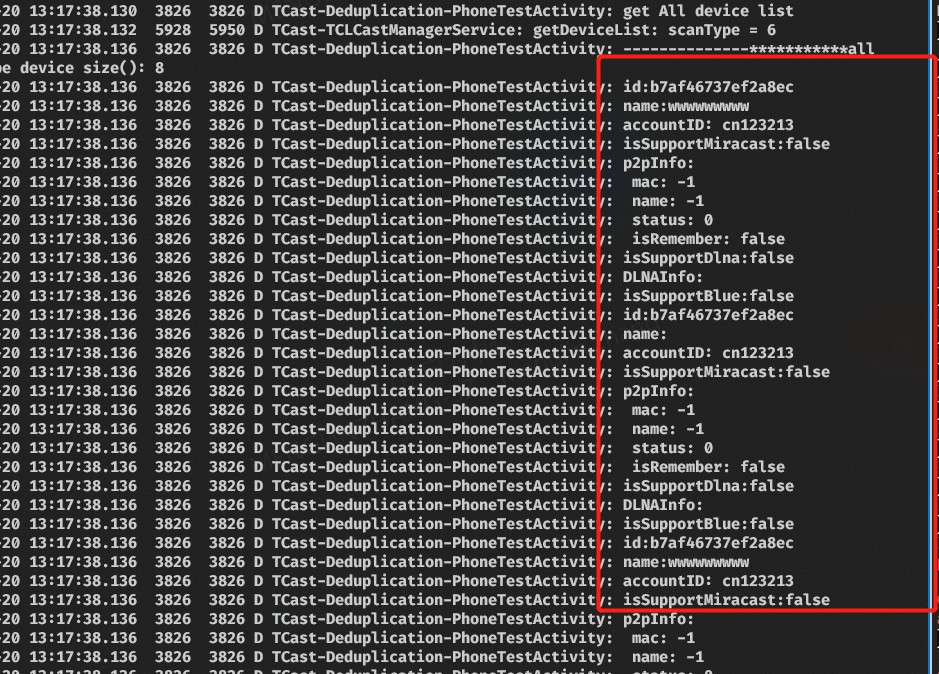 -20 13:17:38.130  3826  3826 D TCast-Deduplication-PhoneTestActivity: get All device list
-20 13:17:38.132  5928  5950 D TCast-TCLCastManagerService: getDeviceList: scanType = 6
-20 13:17:38.136  3826  3826 D TCast-Deduplication-PhoneTestActivity: --------------***********all
pe device size(): 8
-20 13:17:38.136  3826  3826 D TCast-Deduplication-PhoneTestActivity: id:b7af46737ef2a8ec
-20 13:17:38.136  3826  3826 D TCast-Deduplication-PhoneTestActivity: name:wwwwwwwww
-20 13:17:38.136  3826  3826 D TCast-Deduplication-PhoneTestActivity: accountID: cn123213
-20 13:17:38.136  3826  3826 D TCast-Deduplication-PhoneTestActivity: isSupportMiracast:false
-20 13:17:38.136  3826  3826 D TCast-Deduplication-PhoneTestActivity: p2pInfo:
-20 13:17:38.136  3826  3826 D TCast-Deduplication-PhoneTestActivity:  mac: -1
-20 13:17:38.136  3826  3826 D TCast-Deduplication-PhoneTestActivity:  name: -1
-20 13:17:38.136  3826  3826 D TCast-Deduplication-PhoneTestActivity:  status: 0
-20 13:17:38.136  3826  3826 D TCast-Deduplication-PhoneTestActivity:  isRemember: false
-20 13:17:38.136  3826  3826 D TCast-Deduplication-PhoneTestActivity: isSupportDlna:false
-20 13:17:38.136  3826  3826 D TCast-Deduplication-PhoneTestActivity: DLNAInfo:
-20 13:17:38.136  3826  3826 D TCast-Deduplication-PhoneTestActivity: isSupportBlue:false
-20 13:17:38.136  3826  3826 D TCast-Deduplication-PhoneTestActivity: id:b7af46737ef2a8ec
-20 13:17:38.136  3826  3826 D TCast-Deduplication-PhoneTestActivity: name:
-20 13:17:38.136  3826  3826 D TCast-Deduplication-PhoneTestActivity: accountID: cn123213
-20 13:17:38.136  3826  3826 D TCast-Deduplication-PhoneTestActivity: isSupportMiracast:false
-20 13:17:38.136  3826  3826 D TCast-Deduplication-PhoneTestActivity: p2pInfo:
-20 13:17:38.136  3826  3826 D TCast-Deduplication-PhoneTestActivity:  mac: -1
-20 13:17:38.136  3826  3826 D TCast-Deduplication-PhoneTestActivity:  name: -1
-20 13:17:38.136  3826  3826 D TCast-Deduplication-PhoneTestActivity:  status: 0
-20 13:17:38.136  3826  3826 D TCast-Deduplication-PhoneTestActivity:  isRemember: false
-20 13:17:38.136  3826  3826 D TCast-Deduplication-PhoneTestActivity: isSupportDlna:false
-20 13:17:38.136  3826  3826 D TCast-Deduplication-PhoneTestActivity: DLNAInfo:
-20 13:17:38.136  3826  3826 D TCast-Deduplication-PhoneTestActivity: isSupportBlue:false
-20 13:17:38.136  3826  3826 D TCast-Deduplication-PhoneTestActivity: id:b7af46737ef2a8ec
-20 13:17:38.136  3826  3826 D TCast-Deduplication-PhoneTestActivity: name:wwwwwwwww
-20 13:17:38.136  3826  3826 D TCast-Deduplication-PhoneTestActivity: accountID: cn123213
-20 13:17:38.136  3826  3826 D TCast-Deduplication-PhoneTestActivity: isSupportMiracast:false
-20 13:17:38.136  3826  3826 D TCast-Deduplication-PhoneTestActivity: p2pInfo:
-20 13:17:38.136  3826  3826 D TCast-Deduplication-PhoneTestActivity:  mac: -1
-20 13:17:38.136  3826  3826 D TCast-Deduplication-PhoneTestActivity:  name: -1
-20 13:17:38.136  3826  3826 D TCast-Deduplication-PhoneTestActivity:  status: 0